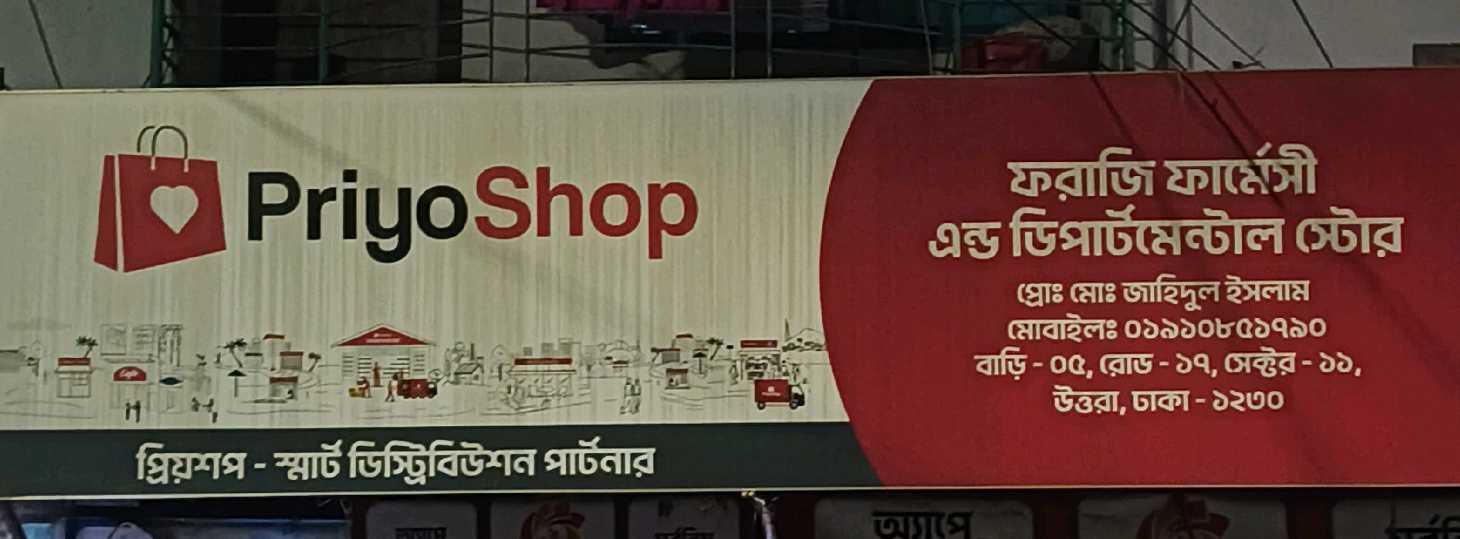 PriyoShop
প্রিয়শপ - স্মার্ট ডিস্ট্রিবিউশন পার্টনার
ফরাজি ফার্মেসী
এন্ড ডিপার্টমেন্টাল স্টোর
প্রোঃ মোঃ জাহিদুল ইসলাম
মোবাইলঃ ০১৯১০৮৫১৭৯০
বাড়ি - ০৫, রোড - ১৭, সেক্টর - ১১,
উত্তরা, ঢাকা - ১২৩০
অ্যাপে